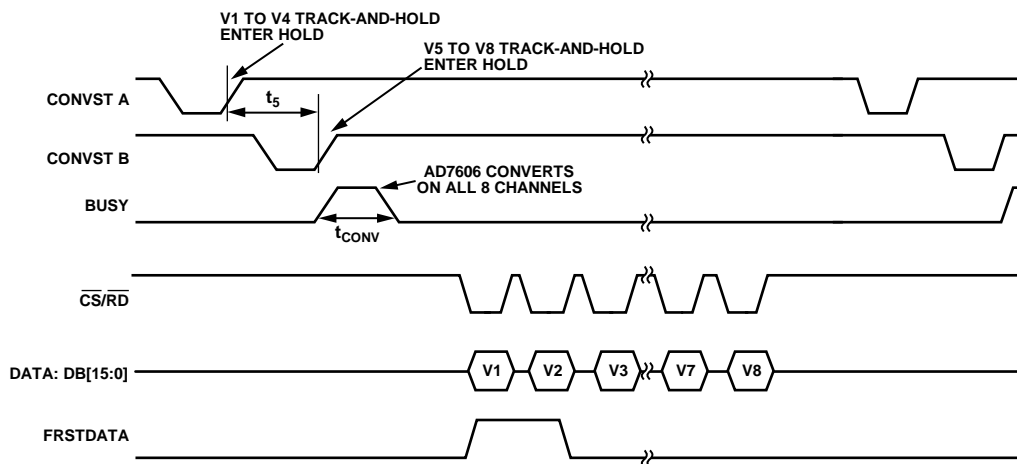 V1 TO V4 TRACK-AND-HOLD
ENTER HOLD
V5 TO V8 TRACK-AND-HOLD
ENTER HOLD
CONVST A
t5
CONVST B
AD7606 CONVERTS
ON ALL 8 CHANNELS
BUSY
tCONV
CS/RD
DATA: DB[15:0]
V1
V2
V3
V7
V8
FRSTDATA